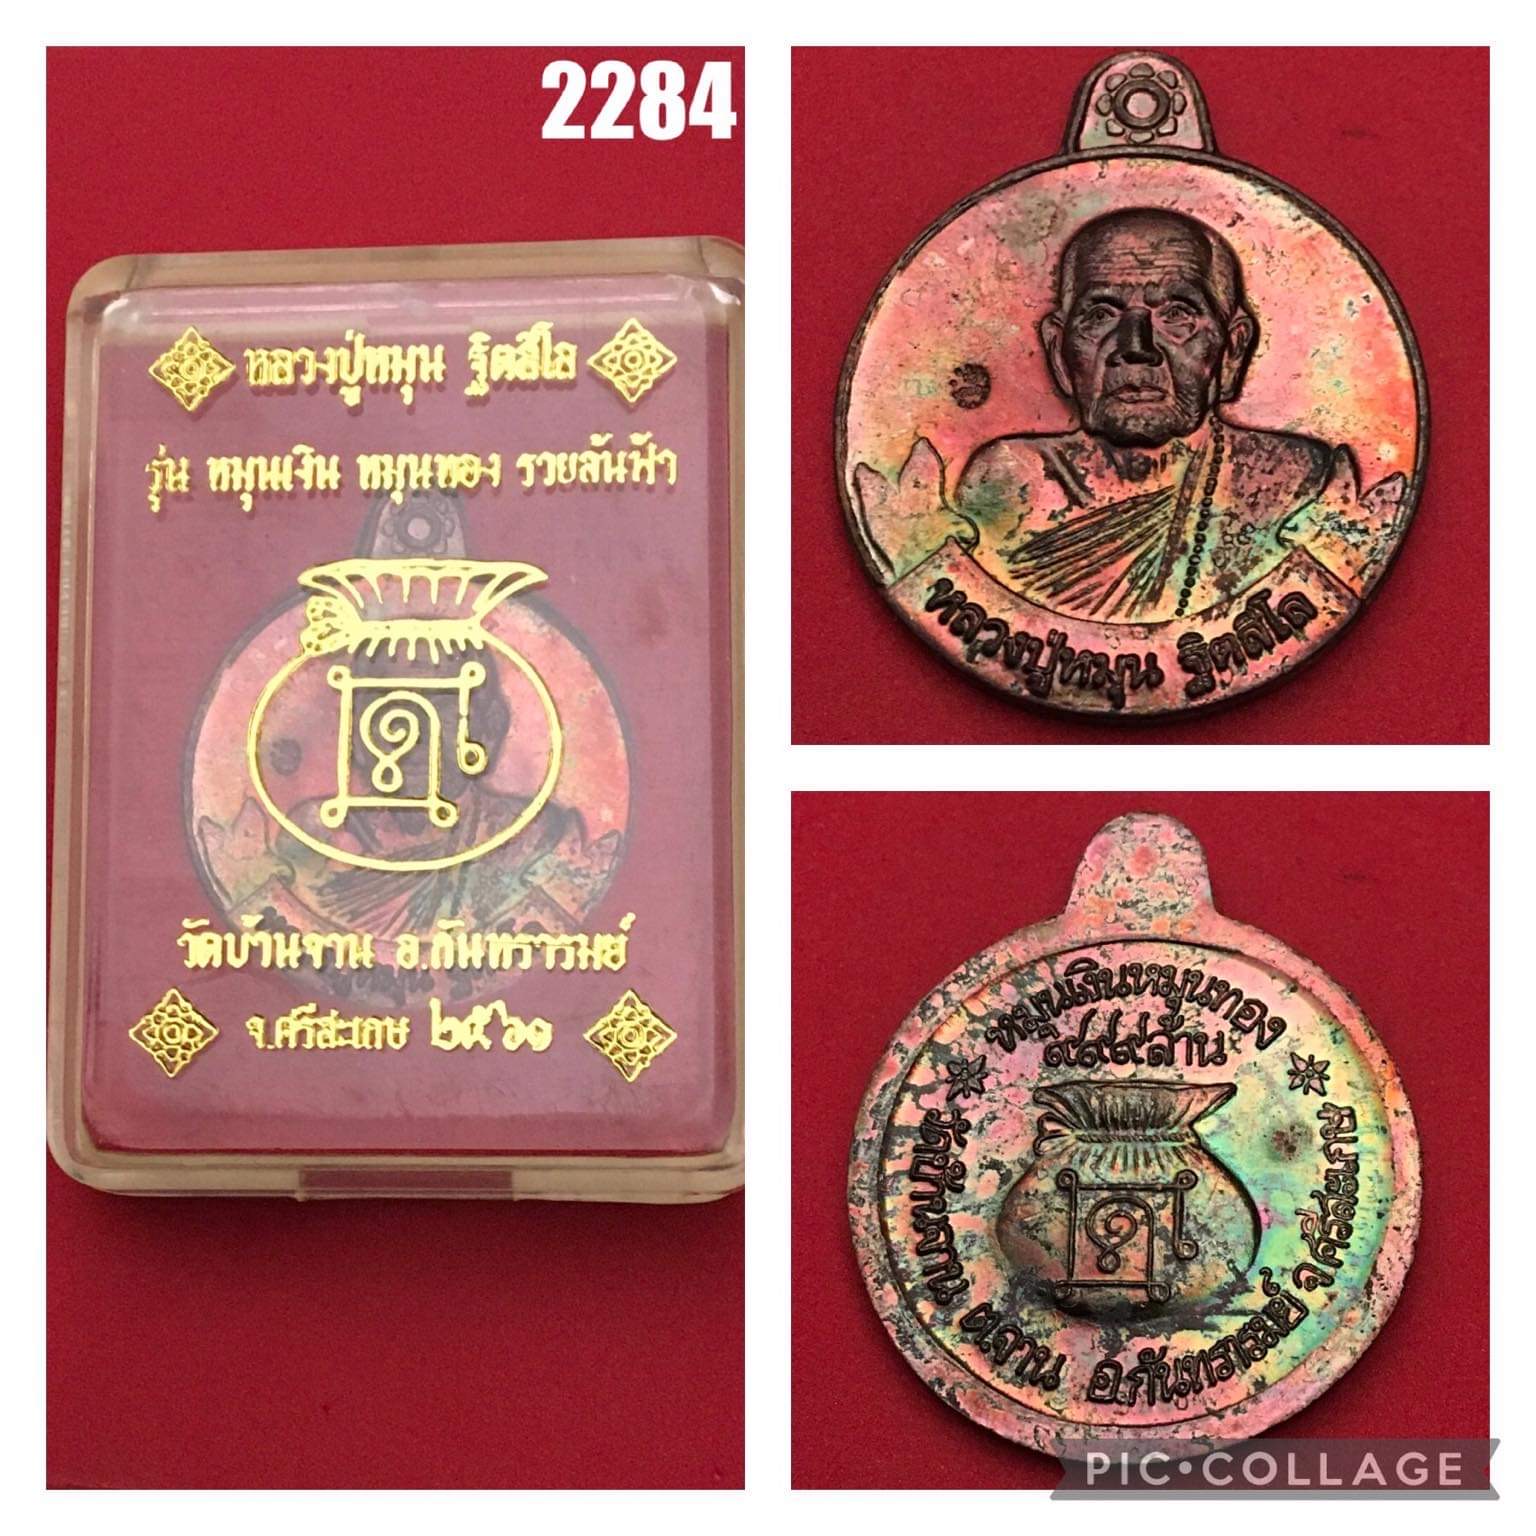 2284
หลวงปู่หมุน ฐิตสีโล
รุ่น หมุนเงิน หมุนทอง รวยล้นฟ้า
ค
วัดบ้านจาน อ.กันทรารมย์
จ.ศรีสะเกษ ๒๕๖๑
หลวงปู่หมุน ฐิตสีโล
หมุนเงินหมุนทอง
๙๙๙ล้าน
ค
วัดบ้านจาน ต.จาน อ.กันทรารมย์ จ.ศรีสะเกษ
PIC•COLLAGE